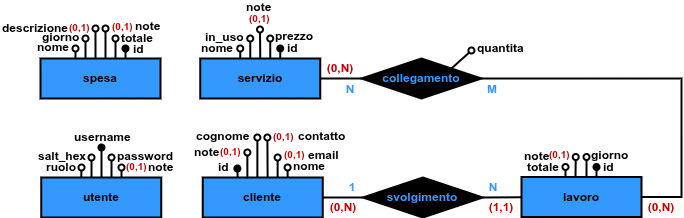 descrizione (0,1) (0,1) note
giorno totale
nome id
spesa
note
(0,1)
in_uso prezzo
nome id
servizio
(0,N)
N
collegamento
quantita
M
username
salt_hex password
ruolo (0,1) note
utente
cognome (0,1) contatto
note (0,1) (0,1) email
id nome
cliente
1
(0,N)
svolgimento
N
(1,1)
note (0,1) giorno
totale id
lavoro
(0,N)